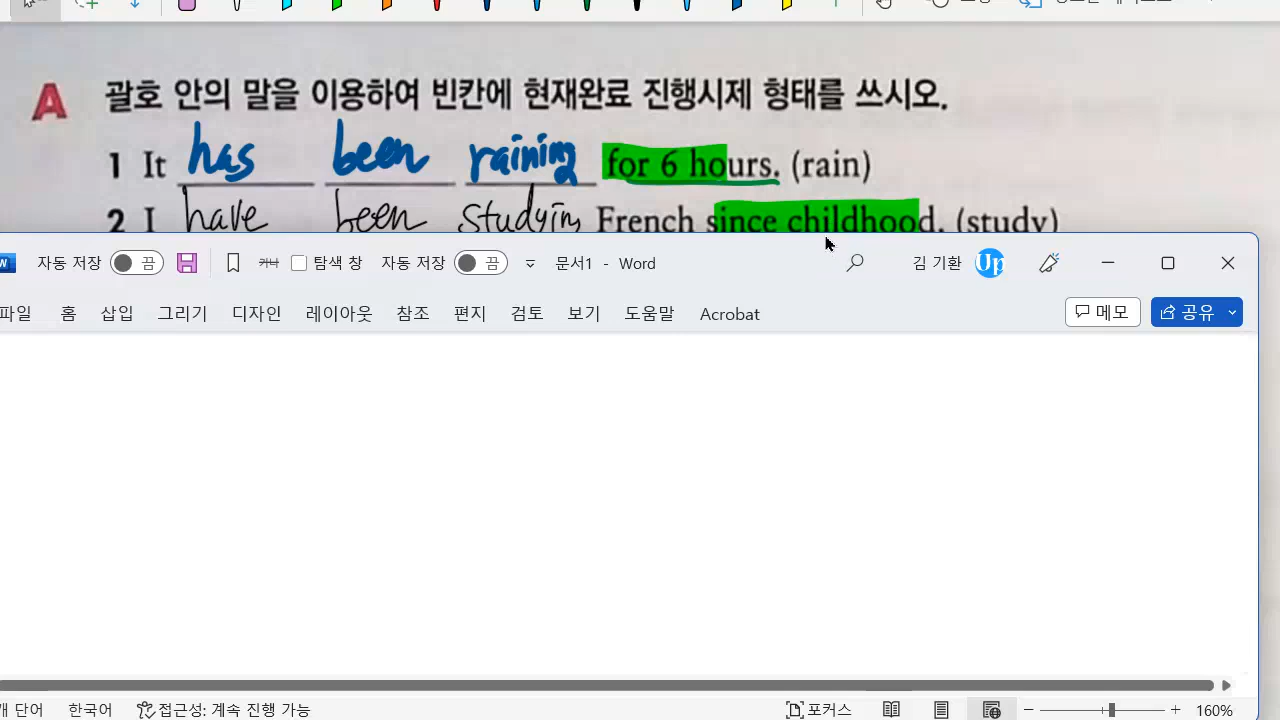 A 괄호 안의 말을 이용하여 빈칸에 현재완료 진행시제 형태를 쓰시오.
1 It has been raining for 6 hours. (rain)
2 I have been studying French since childhood. (study)
자동 저장 끔 가나 탐색 창 자동 저장 끔 문서1 - Word 김 기환 Up
파일 홈 삽입 그리기 디자인 레이아웃 참조 편지 검토 보기 도움말 Acrobat 메모 공유
개 단어 한국어 접근성: 계속 진행 가능 포커스 160%